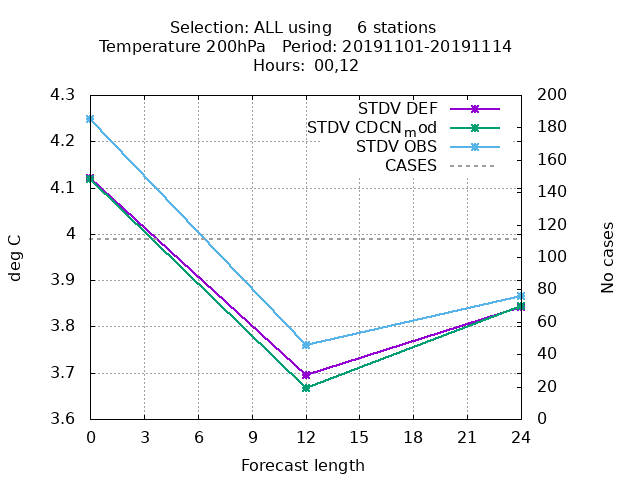 Selection: ALL using     6 stations
Temperature 200hPa   Period: 20191101-20191114
Hours:  00,12
4.3
4.2
4.1
4
3.9
3.8
3.7
3.6
deg C
STDV DEF
STDV CDCNmod
STDV OBS
CASES
200
180
160
140
120
100
80
60
40
20
0
No cases
0 3 6 9 12 15 18 21 24
Forecast length